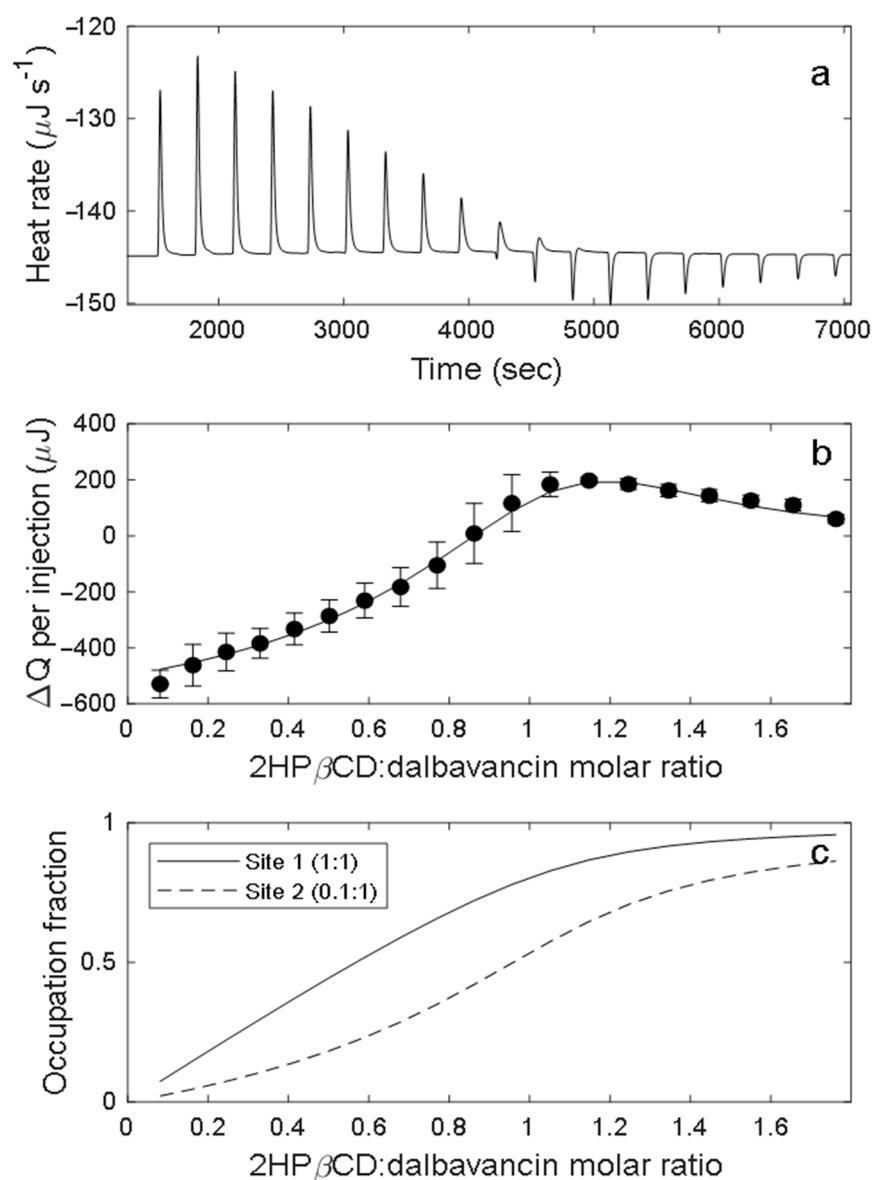 −120
−130
−140
−150
Heat rate (μJ s⁻¹)
a
2000 3000 4000 5000 6000 7000
Time (sec)
400
200
0
−200
−400
−600
ΔQ per injection (μJ)
b
0 0.2 0.4 0.6 0.8 1 1.2 1.4 1.6
2HPβCD:dalbavancin molar ratio
1
0.5
0
Occupation fraction
c
Site 1 (1:1)
Site 2 (0.1:1)
0 0.2 0.4 0.6 0.8 1 1.2 1.4 1.6
2HPβCD:dalbavancin molar ratio